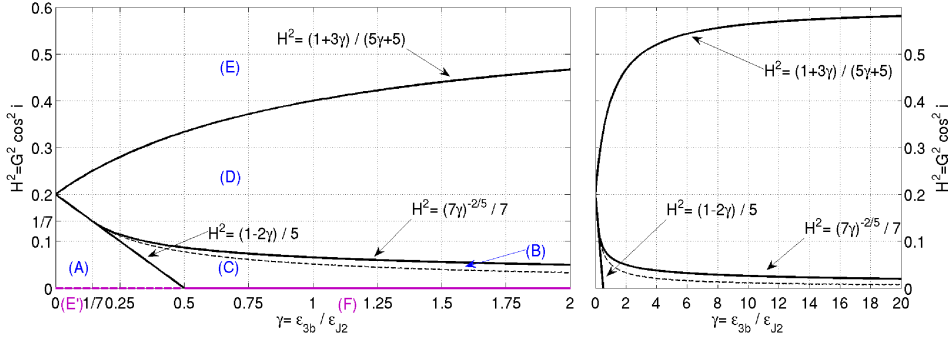 0.6
0.5
0.4
0.3
0.2
1/7
0.1
0
H²=G² cos² i
H²= (1+3γ) / (5γ+5)
(E)
(D)
H²= (7γ)^-2/5 / 7
H²= (1-2γ) / 5
(B)
(A)
(C)
(E') (F)
0 1/70 0.25 0.5 0.75 1 1.25 1.5 1.75 2
γ= ε3b / εJ2
0.6
0.5
0.4
0.3
0.2
0.1
0
H²=G² cos² i
H²= (1+3γ) / (5γ+5)
H²= (1-2γ) / 5
H²= (7γ)^-2/5 / 7
0 2 4 6 8 10 12 14 16 18 20
γ= ε3b / εJ2